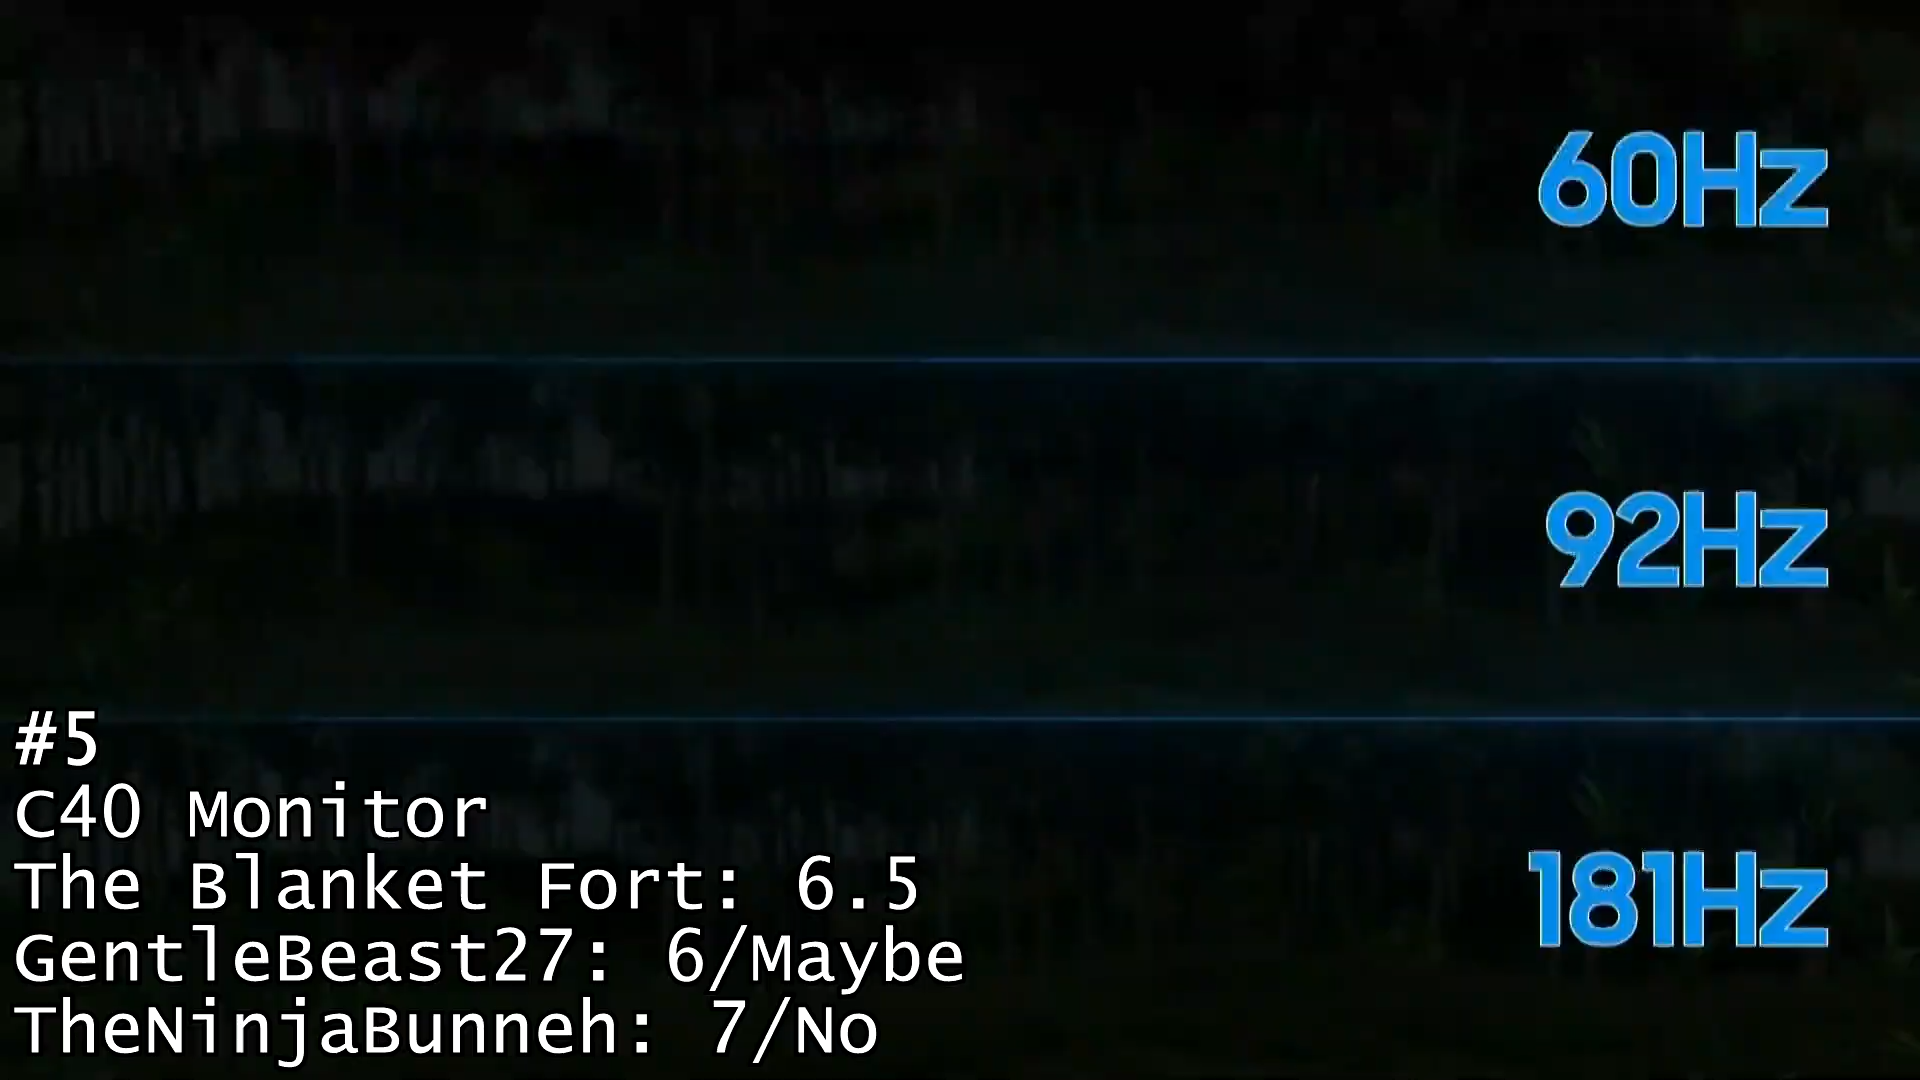 60Hz
92Hz
181Hz
#5
C40 Monitor
The Blanket Fort: 6.5
GentleBeast27: 6/Maybe
TheNinjaBunneh: 7/No